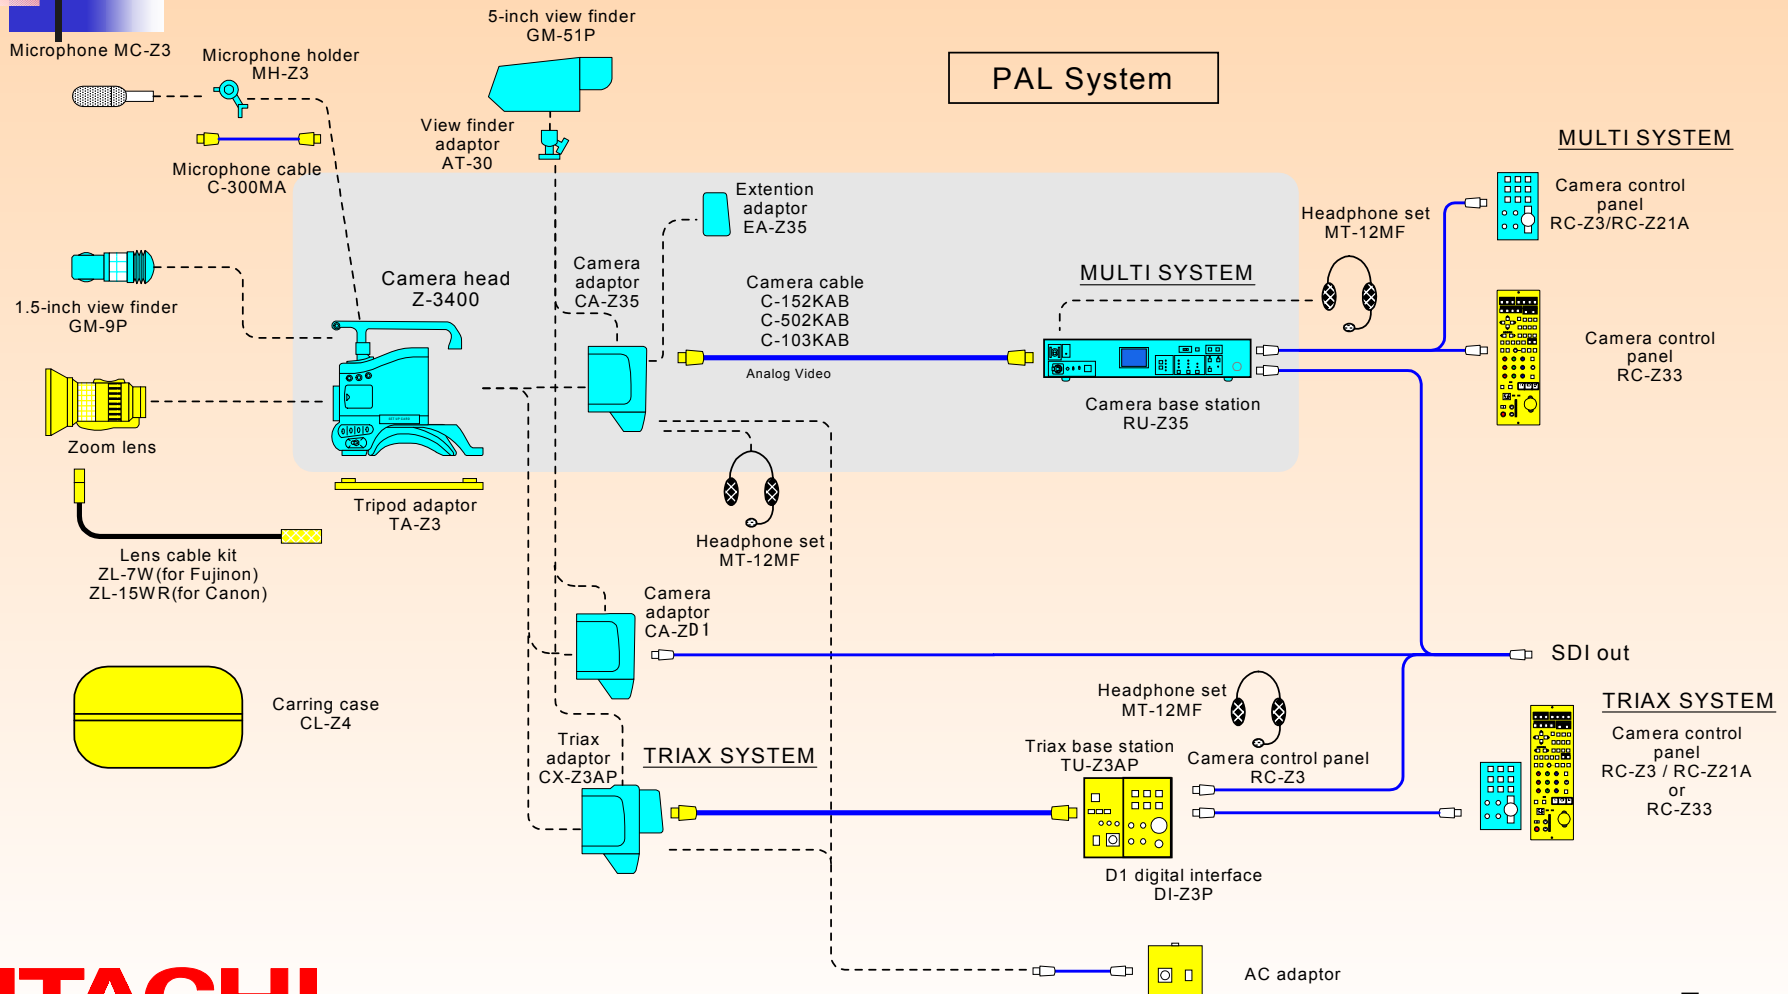 Microphone MC-Z3
Microphone holder
MH-Z3
Microphone cable
C-300MA
5-inch view finder
GM-51P
View finder
adaptor
AT-30
PAL System
1.5-inch view finder
GM-9P
Zoom lens
Lens cable kit
ZL-7W(for Fujinon)
ZL-15WR(for Canon)
Carring case
CL-Z4
Camera head
Z-3400
Tripod adaptor
TA-Z3
Camera
adaptor
CA-Z35
Extention
adaptor
EA-Z35
Camera cable
C-152KAB
C-502KAB
C-103KAB
Analog Video
MULTI SYSTEM
Camera base station
RU-Z35
Headphone set
MT-12MF
MULTI SYSTEM
Camera control
panel
RC-Z3/RC-Z21A
Camera control
panel
RC-Z33
Headphone set
MT-12MF
Camera
adaptor
CA-ZD1
SDI out
Triax
adaptor
CX-Z3AP
TRIAX SYSTEM
Headphone set
MT-12MF
Triax base station
TU-Z3AP
Camera control panel
RC-Z3
D1 digital interface
DI-Z3P
TRIAX SYSTEM
Camera control
panel
RC-Z3 / RC-Z21A
or
RC-Z33
AC adaptor